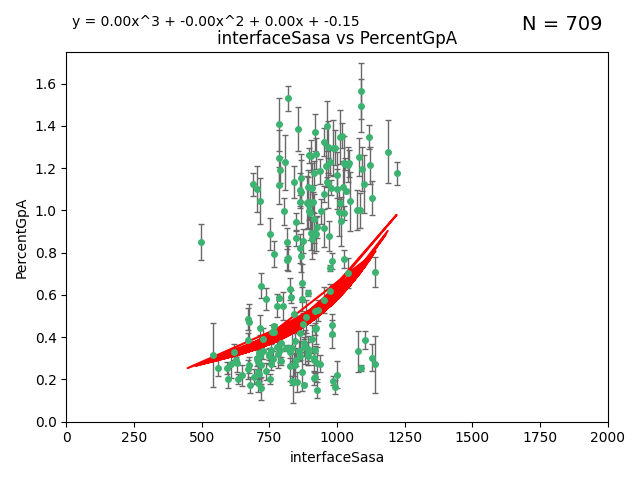 y = 0.00x^3 + -0.00x^2 + 0.00x + -0.15
N = 709
interfaceSasa vs PercentGpA
PercentGpA
1.6
1.4
1.2
1.0
0.8
0.6
0.4
0.2
0.0
0 250 500 750 1000 1250 1500 1750 2000
interfaceSasa